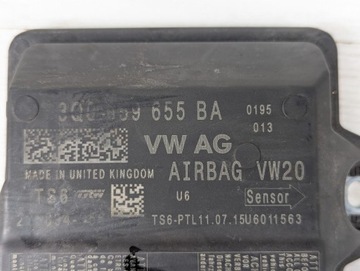 655 BA 0195
013
VW AG
MADE IN UNITED KINGDOM
AIRBAG VW20
TS6 TRW U6 Sensor
TS6-PTL11.07.15U6011563